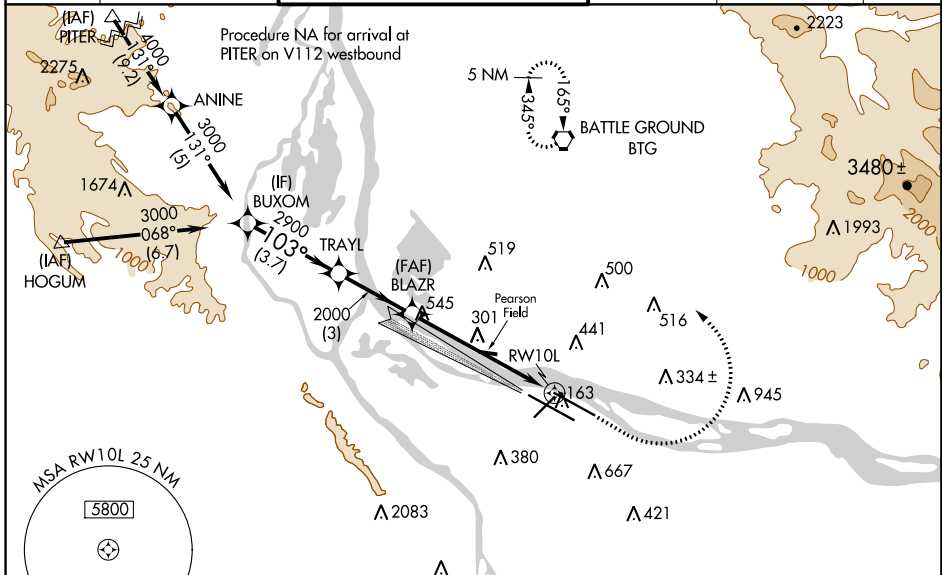 (IAF)
PITER
4000
131°
(9.2)
Procedure NA for arrival at
PITER on V112 westbound
2223
2275
ANINE
5 NM
345°
165°
BATTLE GROUND
BTG
3000
131°
(5)
3480 ±
1674
(IF)
BUXOM
1993
2000
3000
068°
(6.7)
2900
103°
(3.7)
TRAYL
1000
1000
(IAF)
HOGUM
(FAF)
BLAZR
519
500
545
516
2000
(3)
301
Pearson
Field
441
RW10L
334 ±
163
945
380
667
MSA RW10L 25 NM
5800
2083
421